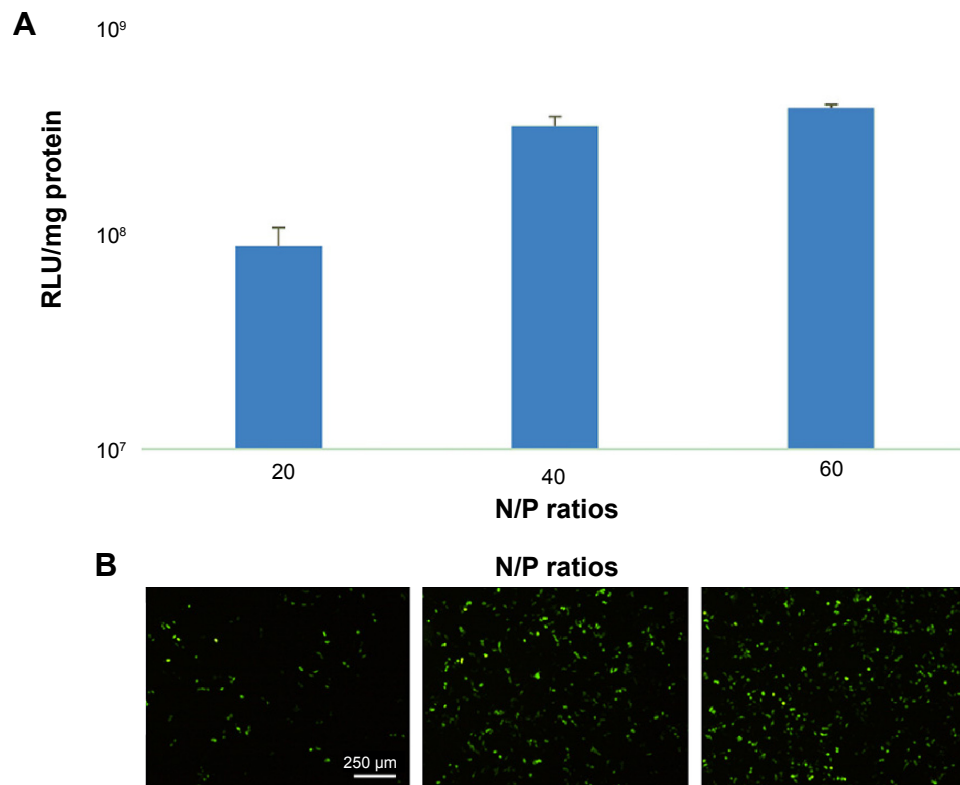 A
10⁹
10⁸
10⁷
RLU/mg protein
20
40
60
N/P ratios
B
N/P ratios
250 µm